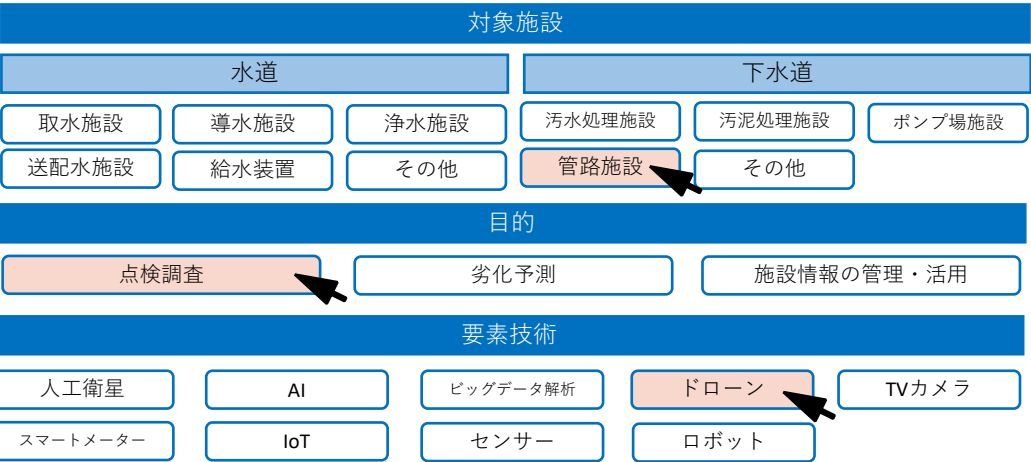 対象施設
水道 下水道
取水施設 導水施設 浄水施設 汚水処理施設 汚泥処理施設 ポンプ場施設
送配水施設 給水装置 その他 管路施設 その他
目的
点検調査 劣化予測 施設情報の管理・活用
要素技術
人工衛星 AI ビッグデータ解析 ドローン TVカメラ
スマートメーター IoT センサー ロボット